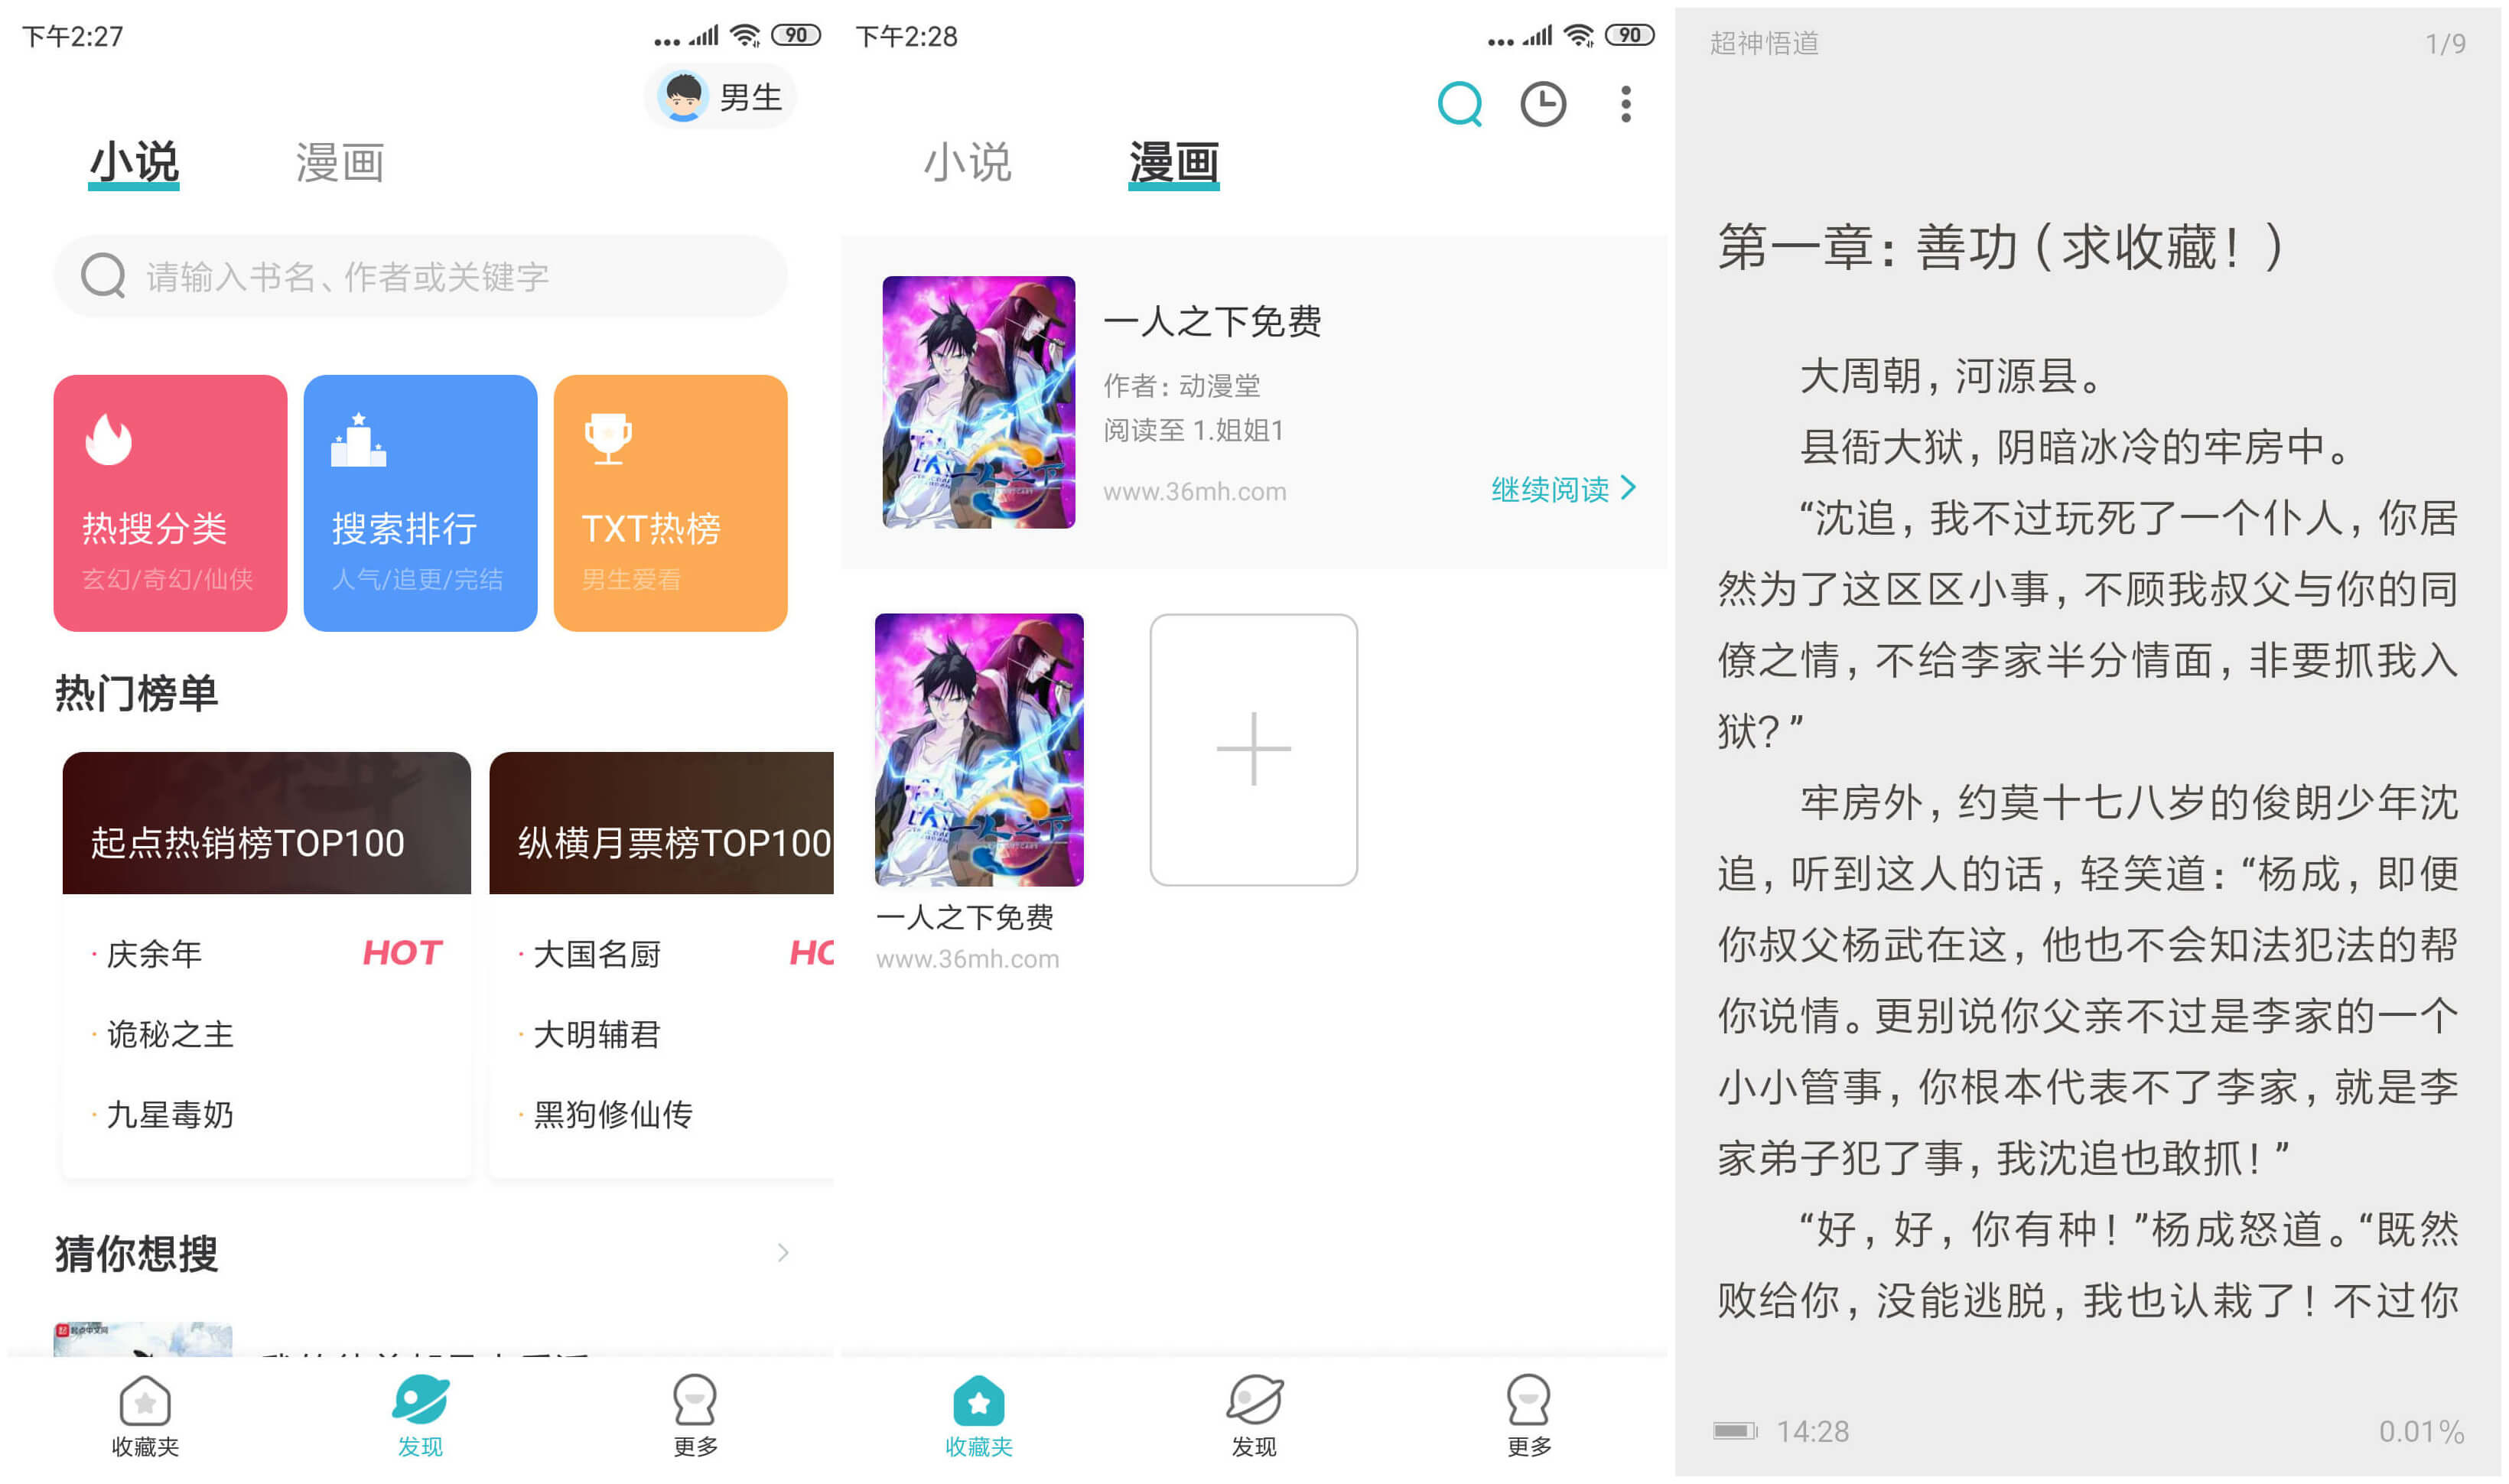 下午2:27
90
男生
小说
漫画
请输入书名、作者或关键字
热搜分类
玄幻/奇幻/仙侠
搜索排行
人气/追更/完结
TXT热榜
男生爱看
热门榜单
起点热销榜TOP100
· 庆余年
HOT
· 诡秘之主
· 九星毒奶
纵横月票榜TOP100
· 大国名厨
HO
· 大明辅君
· 黑狗修仙传
猜你想搜
起点中文网
收藏夹
发现
更多
下午2:28
90
小说
漫画
一人之下
一人之下免费
作者：动漫堂
阅读至 1.姐姐1
www.36mh.com
继续阅读
一人之下
一人之下免费
www.36mh.com
收藏夹
发现
更多
超神悟道
1/9
第一章：善功（求收藏！）
大周朝，河源县。
县衙大狱，阴暗冰冷的牢房中。
“沈追，我不过玩死了一个仆人，你居
然为了这区区小事，不顾我叔父与你的同
僚之情，不给李家半分情面，非要抓我入
狱？”
牢房外，约莫十七八岁的俊朗少年沈
追，听到这人的话，轻笑道：“杨成，即便
你叔父杨武在这，他也不会知法犯法的帮
你说情。更别说你父亲不过是李家的一个
小小管事，你根本代表不了李家，就是李
家弟子犯了事，我沈追也敢抓！”
“好，好，你有种！”杨成怒道。“既然
败给你，没能逃脱，我也认栽了！不过你
14:28
0.01%